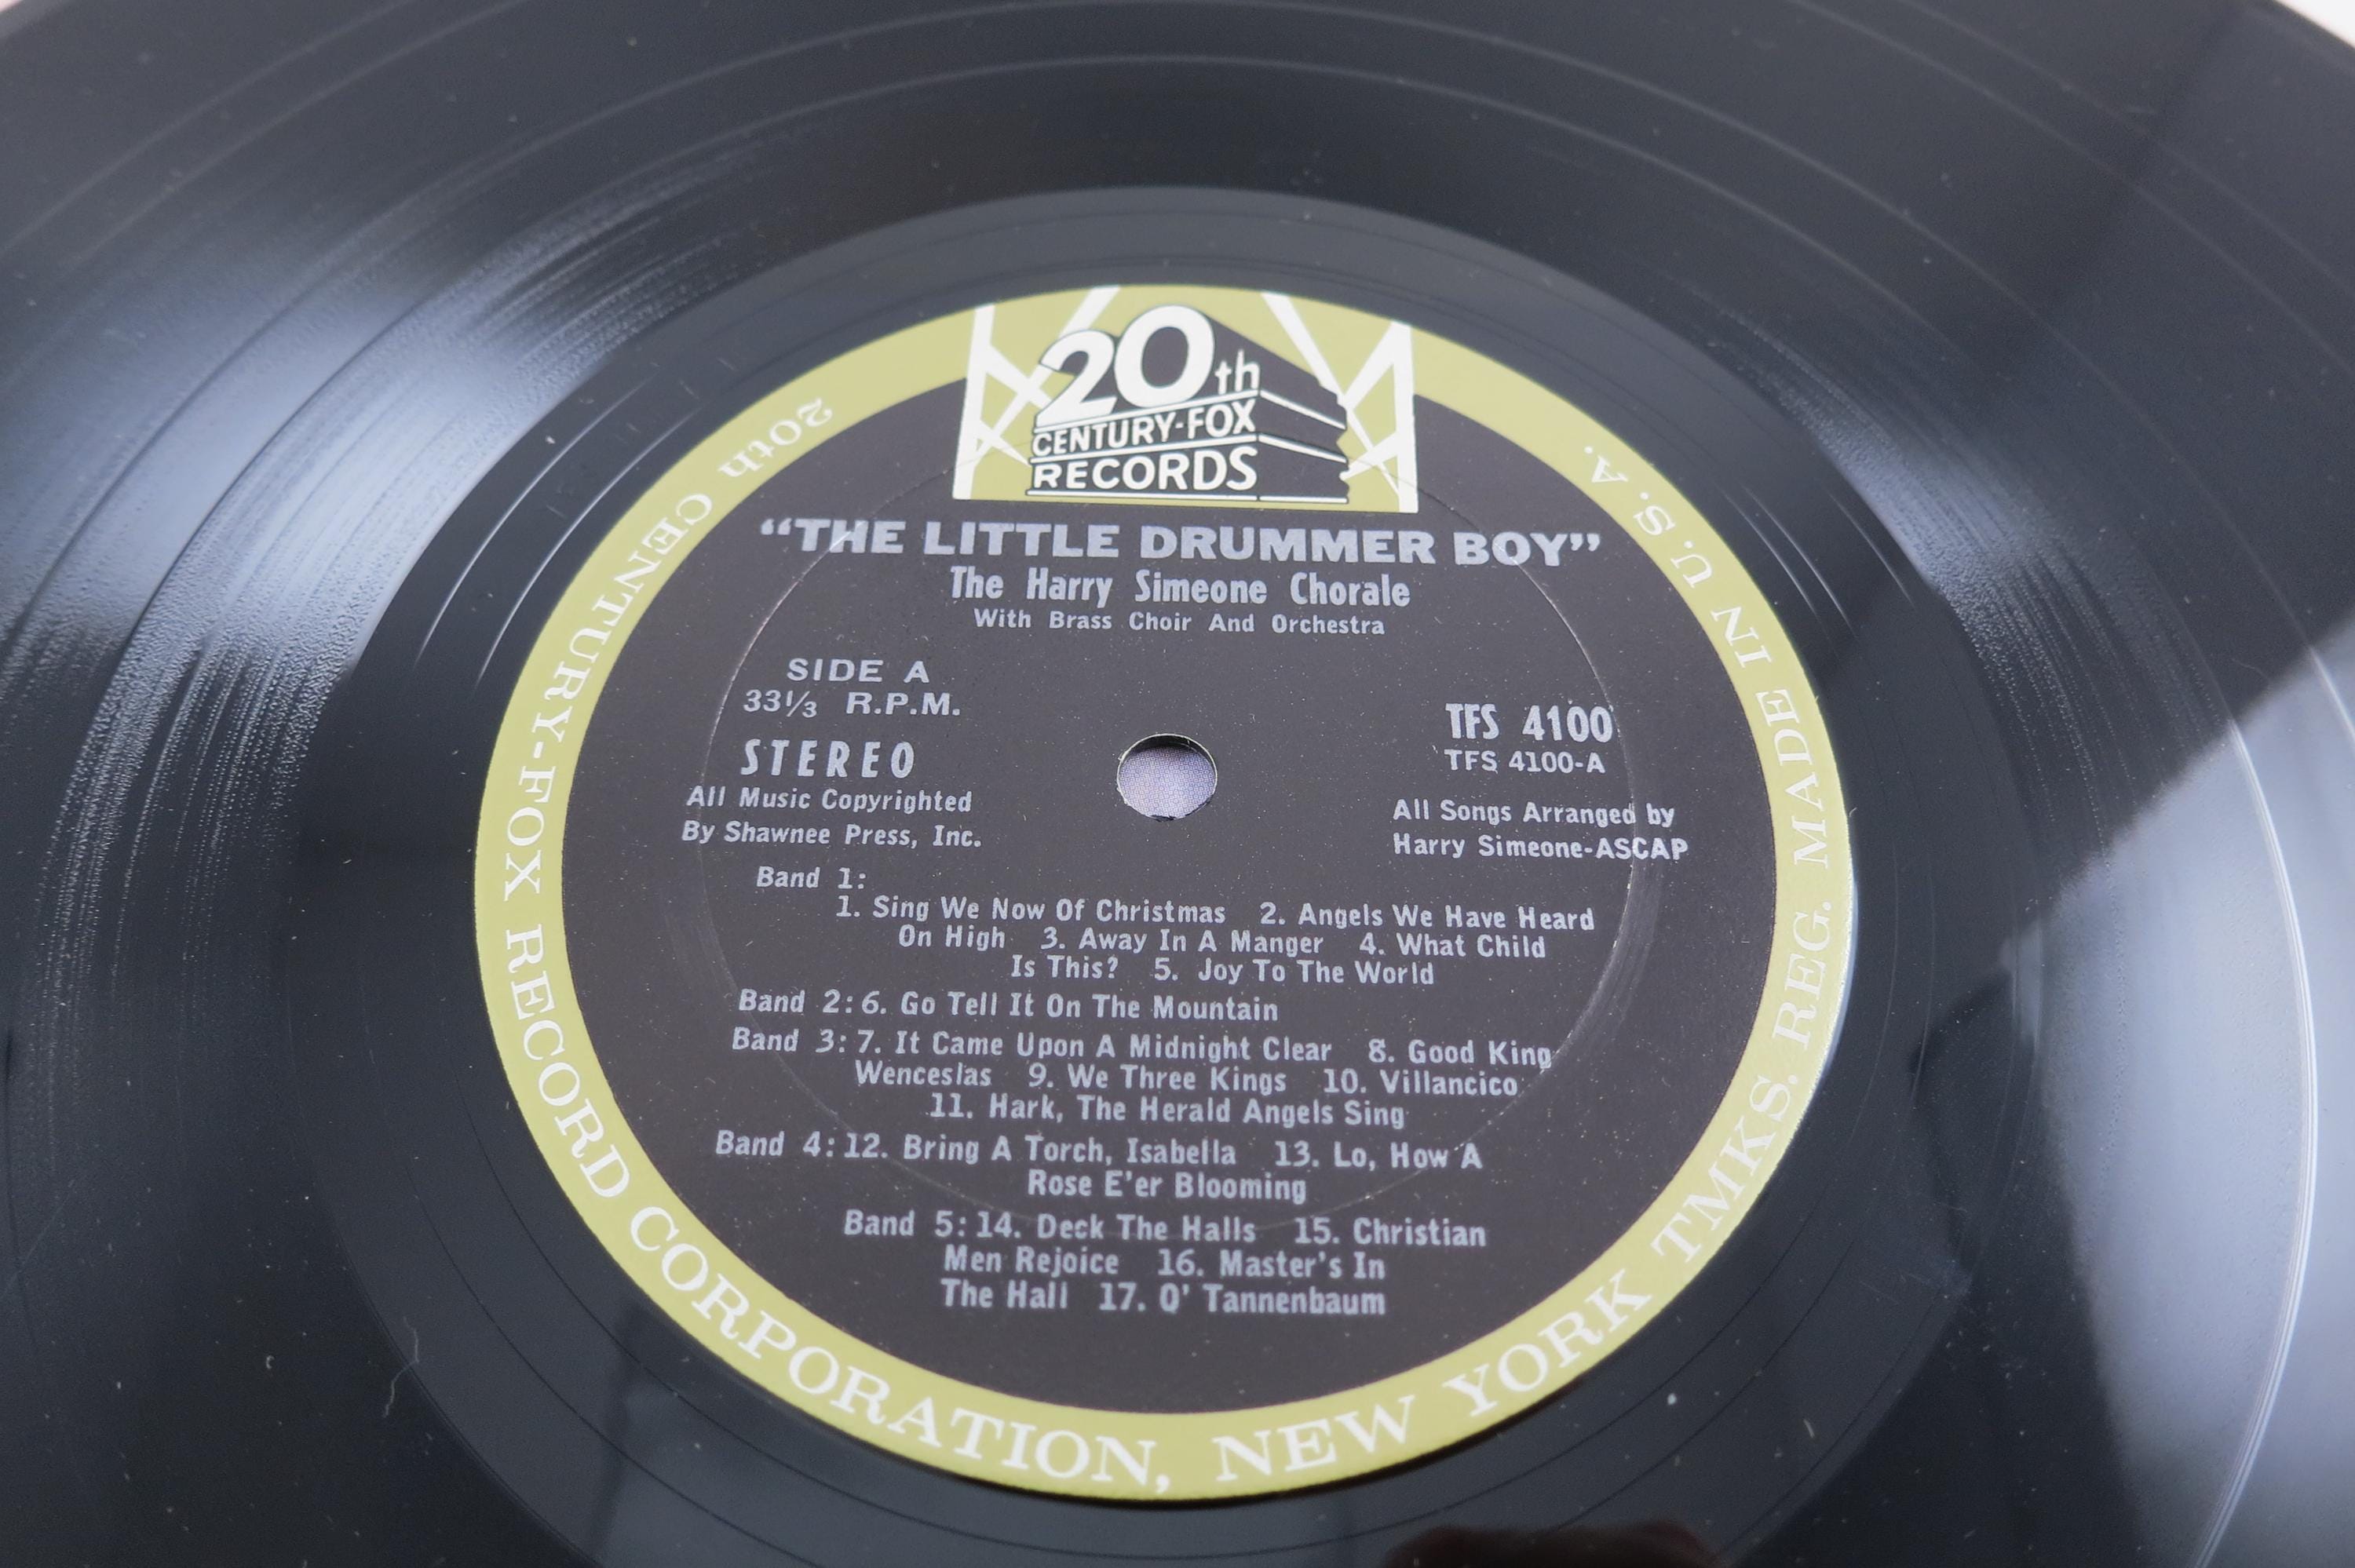 20th
CENTURY-FOX
RECORDS
“THE LITTLE DRUMMER BOY”
The Harry Simeone Chorale
With Brass Choir And Orchestra
SIDE A
33⅓ R.P.M.
STEREO
All Music Copyrighted
By Shawnee Press, Inc.
TFS 4100
TFS 4100-A
All Songs Arranged by
Harry Simeone-ASCAP
Band 1:
1. Sing We Now Of Christmas 2. Angels We Have Heard
On High 3. Away In A Manger 4. What Child
Is This? 5. Joy To The World
Band 2: 6. Go Tell It On The Mountain
Band 3: 7. It Came Upon A Midnight Clear 8. Good King
Wenceslas 9. We Three Kings 10. Villancico
11. Hark, The Herald Angels Sing
Band 4: 12. Bring A Torch, Isabella 13. Lo, How A
Rose E'er Blooming
Band 5: 14. Deck The Halls 15. Christian
Men Rejoice 16. Master's In
The Hall 17. O' Tannenbaum
20th CENTURY-FOX RECORD CORPORATION, NEW YORK TMKS. REG. MADE IN U.S.A.